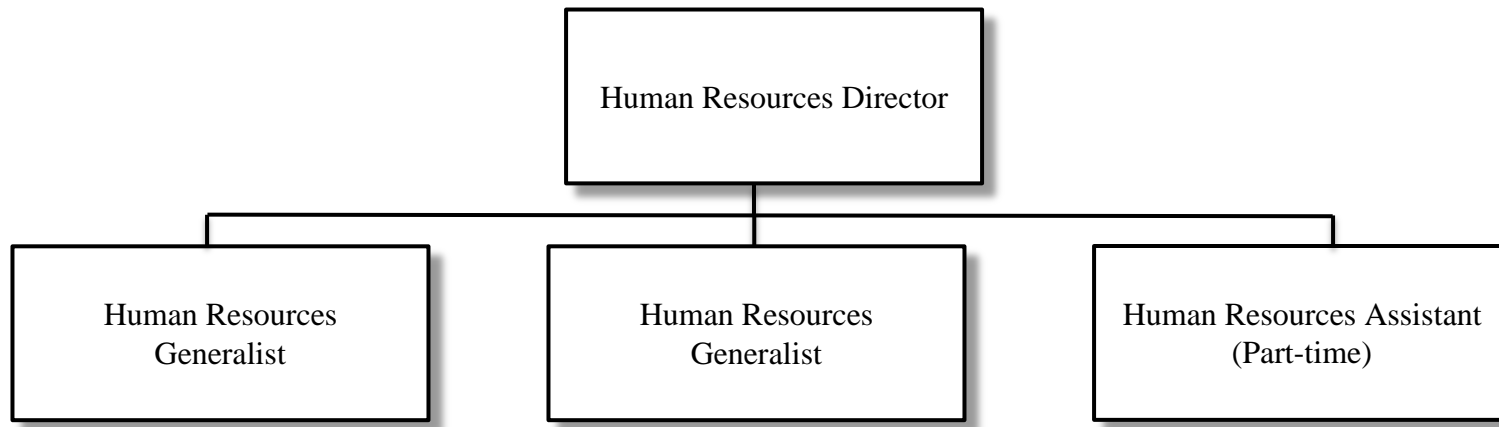 Human Resources Director
Human Resources
Generalist
Human Resources
Generalist
Human Resources Assistant
(Part-time)